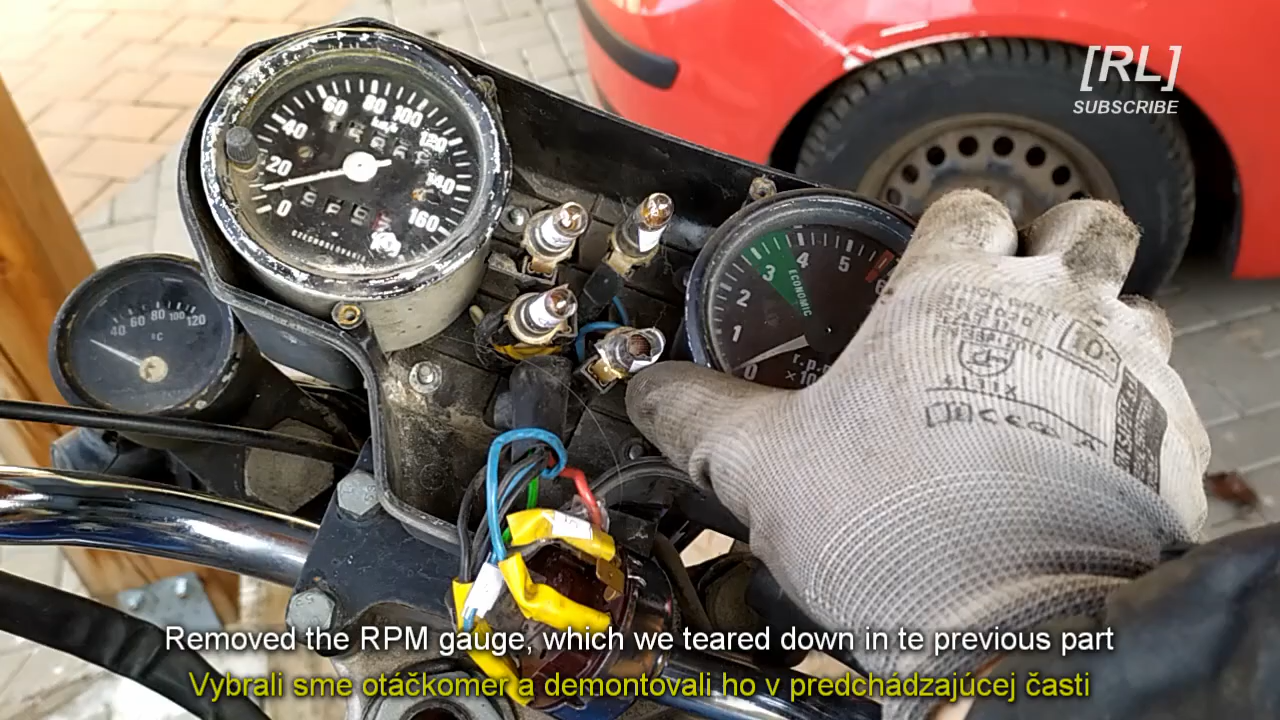 [RL]
SUBSCRIBE
0 20 40 60 80 100 120 140 160
km/h
CZECHOSLOVAKIA
40 60 80 100 120
°C
0 1 2 3 4 5 6
ECONOMIC
Removed the RPM gauge, which we teared down in te previous part
Vybrali sme otáčkomer a demontovali ho v predchádzajúcej časti